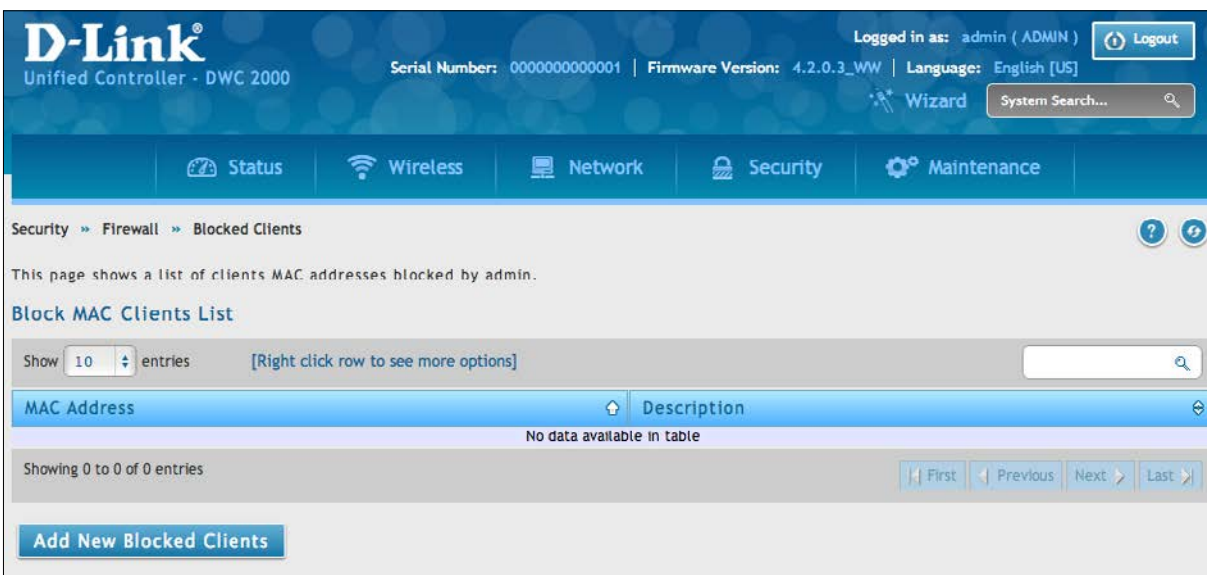 D-Link®
Unified Controller - DWC 2000
Logged in as: admin ( ADMIN )
Logout
Serial Number: 0000000000001 | Firmware Version: 4.2.0.3_WW | Language: English [US]
Wizard
System Search...
Status
Wireless
Network
Security
Maintenance
Security » Firewall » Blocked Clients
?
This page shows a list of clients MAC addresses blocked by admin.
Block MAC Clients List
Show 10 entries
[Right click row to see more options]
MAC Address
Description
No data available in table
Showing 0 to 0 of 0 entries
First
Previous
Next
Last
Add New Blocked Clients